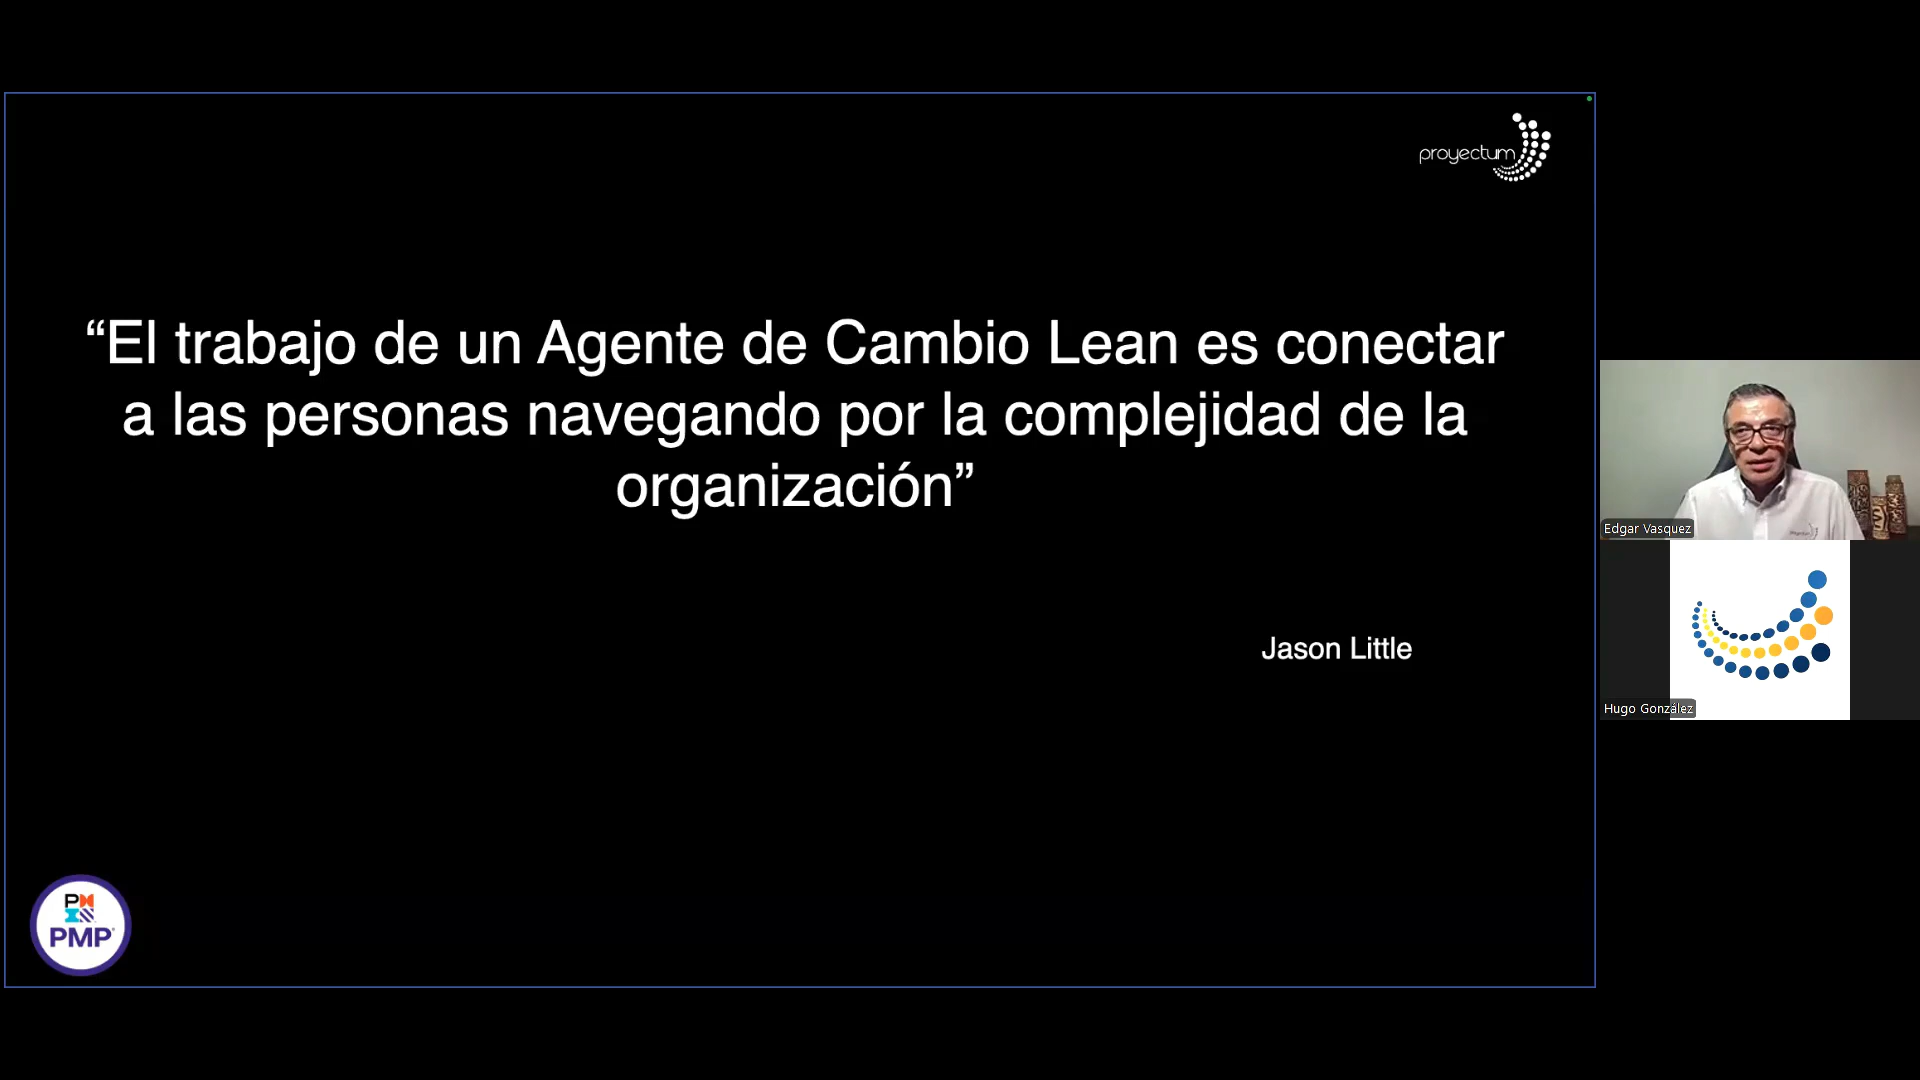 proyectum
“El trabajo de un Agente de Cambio Lean es conectar
a las personas navegando por la complejidad de la
organización”
Jason Little
PMP
Edgar Vasquez
Hugo González